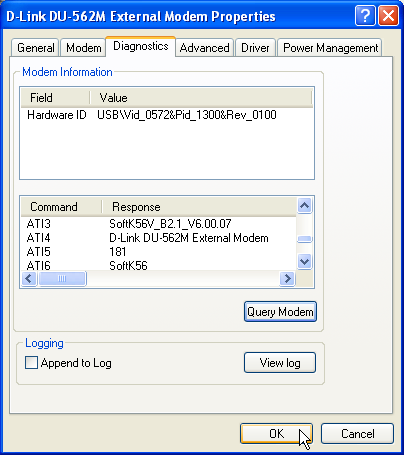 D-Link DU-562M External Modem Properties
General Modem Diagnostics Advanced Driver Power Management
Modem Information
Field Value
Hardware ID USB\Vid_0572&Pid_1300&Rev_0100
Command Response
ATI3 SoftK56V_B2.1_V6.00.07
ATI4 D-Link DU-562M External Modem
ATI5 181
ATI6 SoftK56
Query Modem
Logging
Append to Log View log
OK Cancel